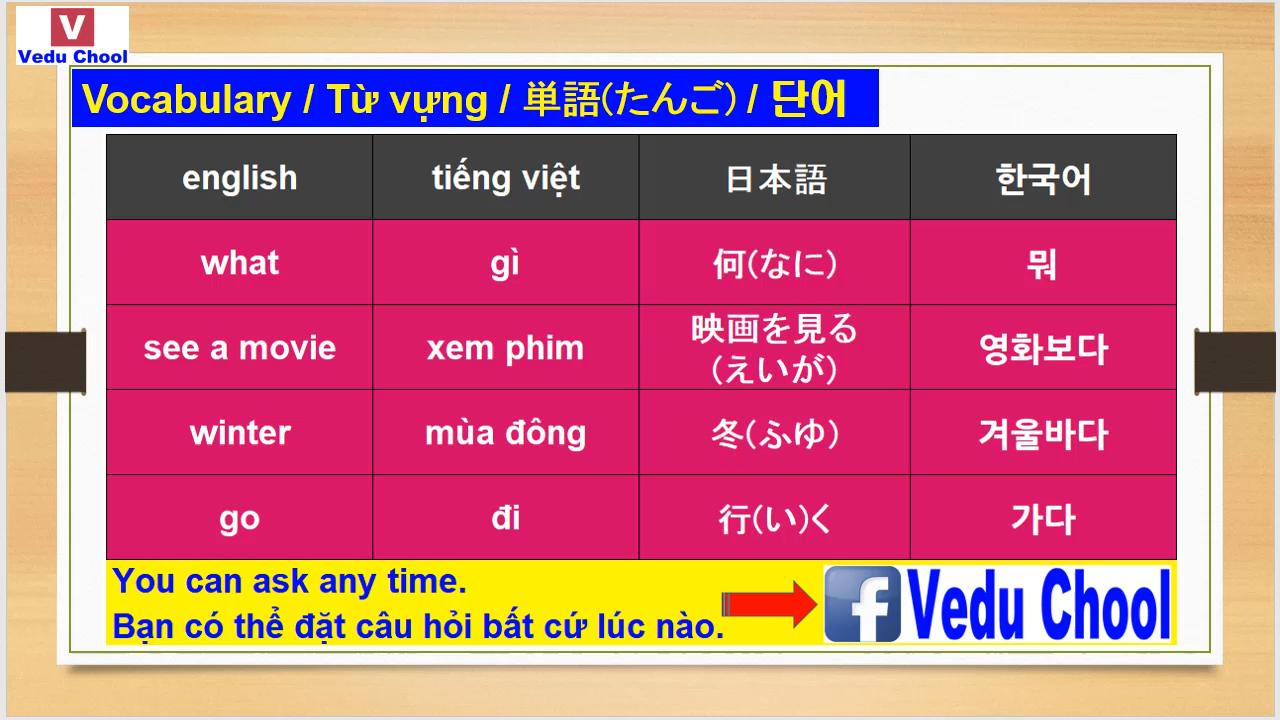 V
Vedu Chool
Vocabulary / Từ vựng / 単語(たんご) / 단어
english tiếng việt 日本語 한국어
what gì 何(なに) 뭐
see a movie xem phim 映画を見る 영화보다
(えいが)
winter mùa đông 冬(ふゆ) 겨울바다
go đi 行(い)く 가다
You can ask any time.
Bạn có thể đặt câu hỏi bất cứ lúc nào.
f Vedu Chool